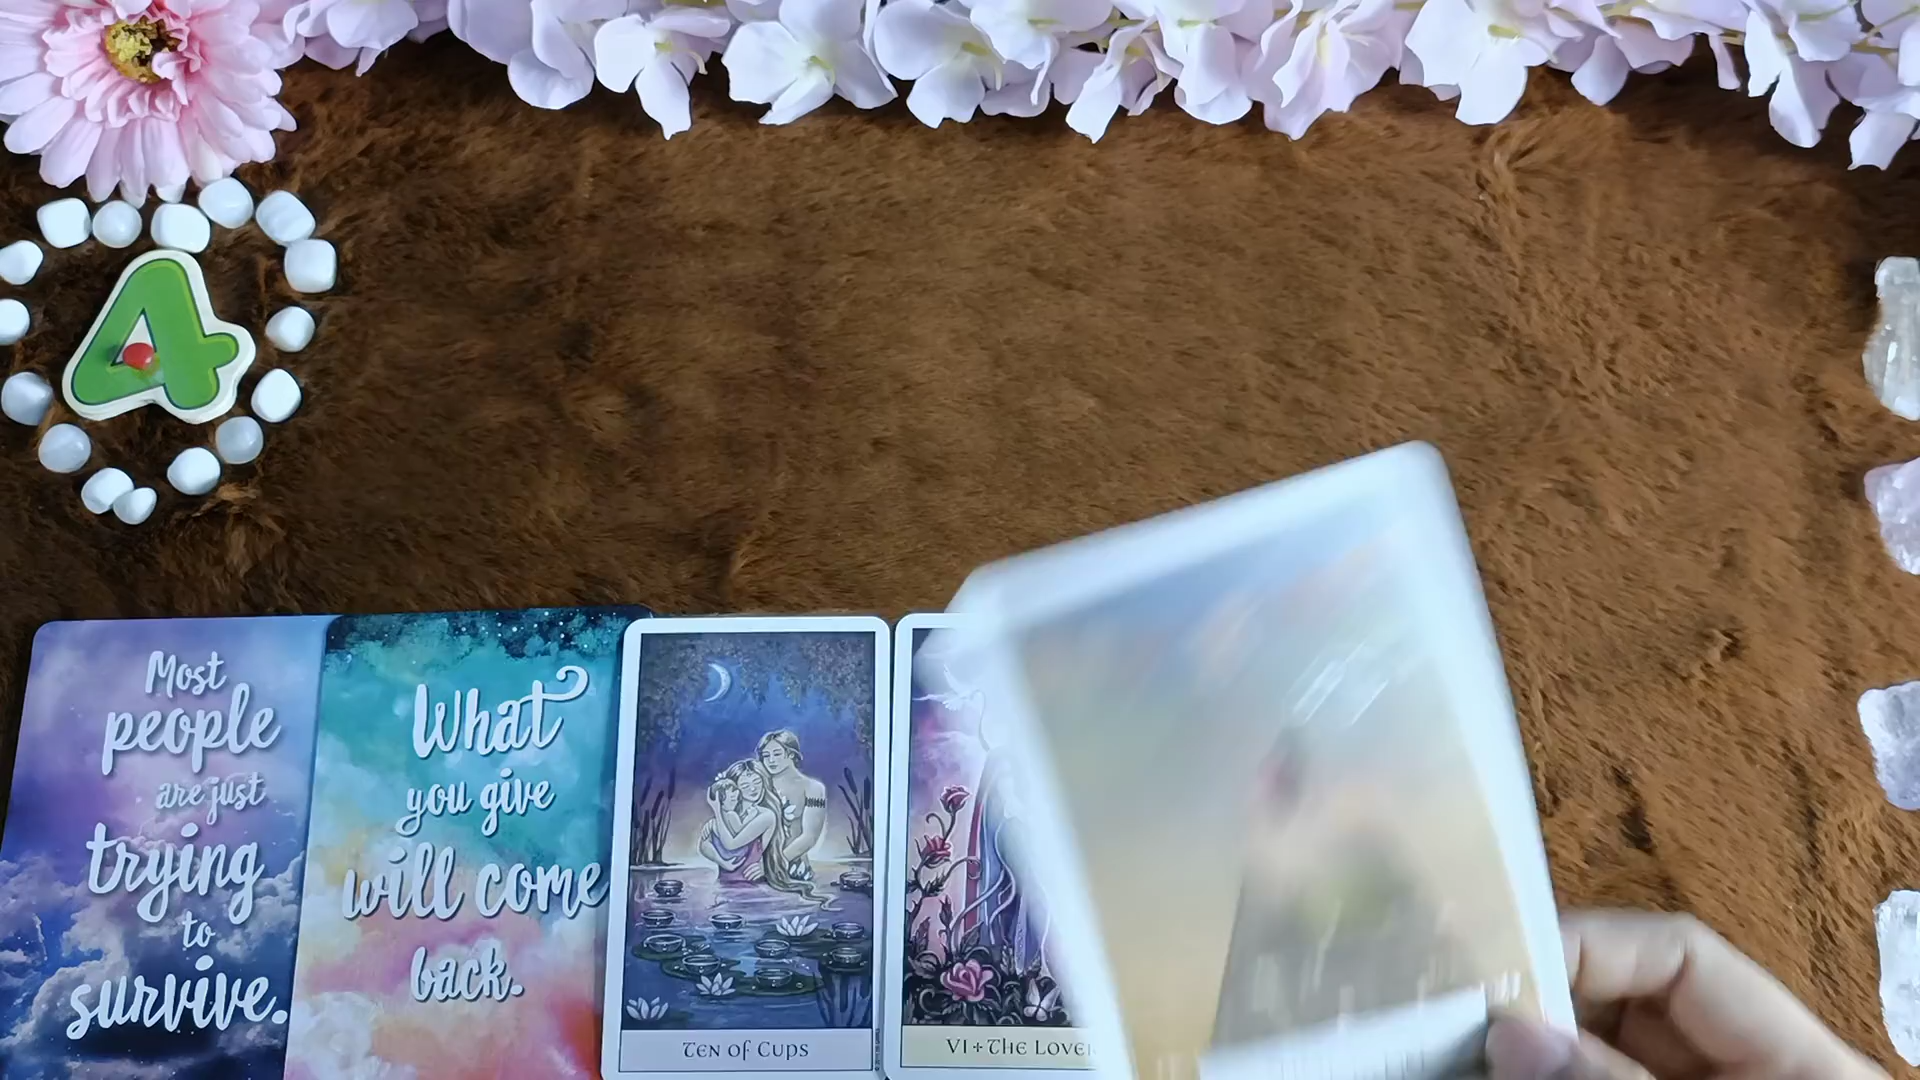 4
Most
people
are just
trying
to
survive.
What
you give
will come
back.
Ten of Cups
VI + The Lover